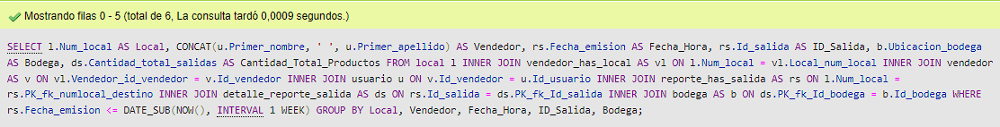 Mostrando filas 0 - 5 (total de 6, La consulta tardó 0,0009 segundos.)
SELECT l.Num_local AS Local, CONCAT(u.Primer_nombre, ' ', u.Primer_apellido) AS Vendedor, rs.Fecha_emision AS Fecha_Hora, rs.Id_salida AS ID_Salida, b.Ubicacion_bodega
AS Bodega, ds.Cantidad_total_salidas AS Cantidad_Total_Productos FROM local l INNER JOIN vendedor_has_local AS vl ON l.Num_local = vl.Local_num_local INNER JOIN vendedor
AS v ON vl.Vendedor_id_vendedor = v.Id_vendedor INNER JOIN usuario u ON v.Id_vendedor = u.Id_usuario INNER JOIN reporte_has_salida AS rs ON l.Num_local =
rs.PK_fk_numlocal_destino INNER JOIN detalle_reporte_salida AS ds ON rs.Id_salida = ds.PK_fk_Id_salida INNER JOIN bodega AS b ON ds.PK_fk_Id_bodega = b.Id_bodega WHERE
rs.Fecha_emision <= DATE_SUB(NOW(), INTERVAL 1 WEEK) GROUP BY Local, Vendedor, Fecha_Hora, ID_Salida, Bodega;